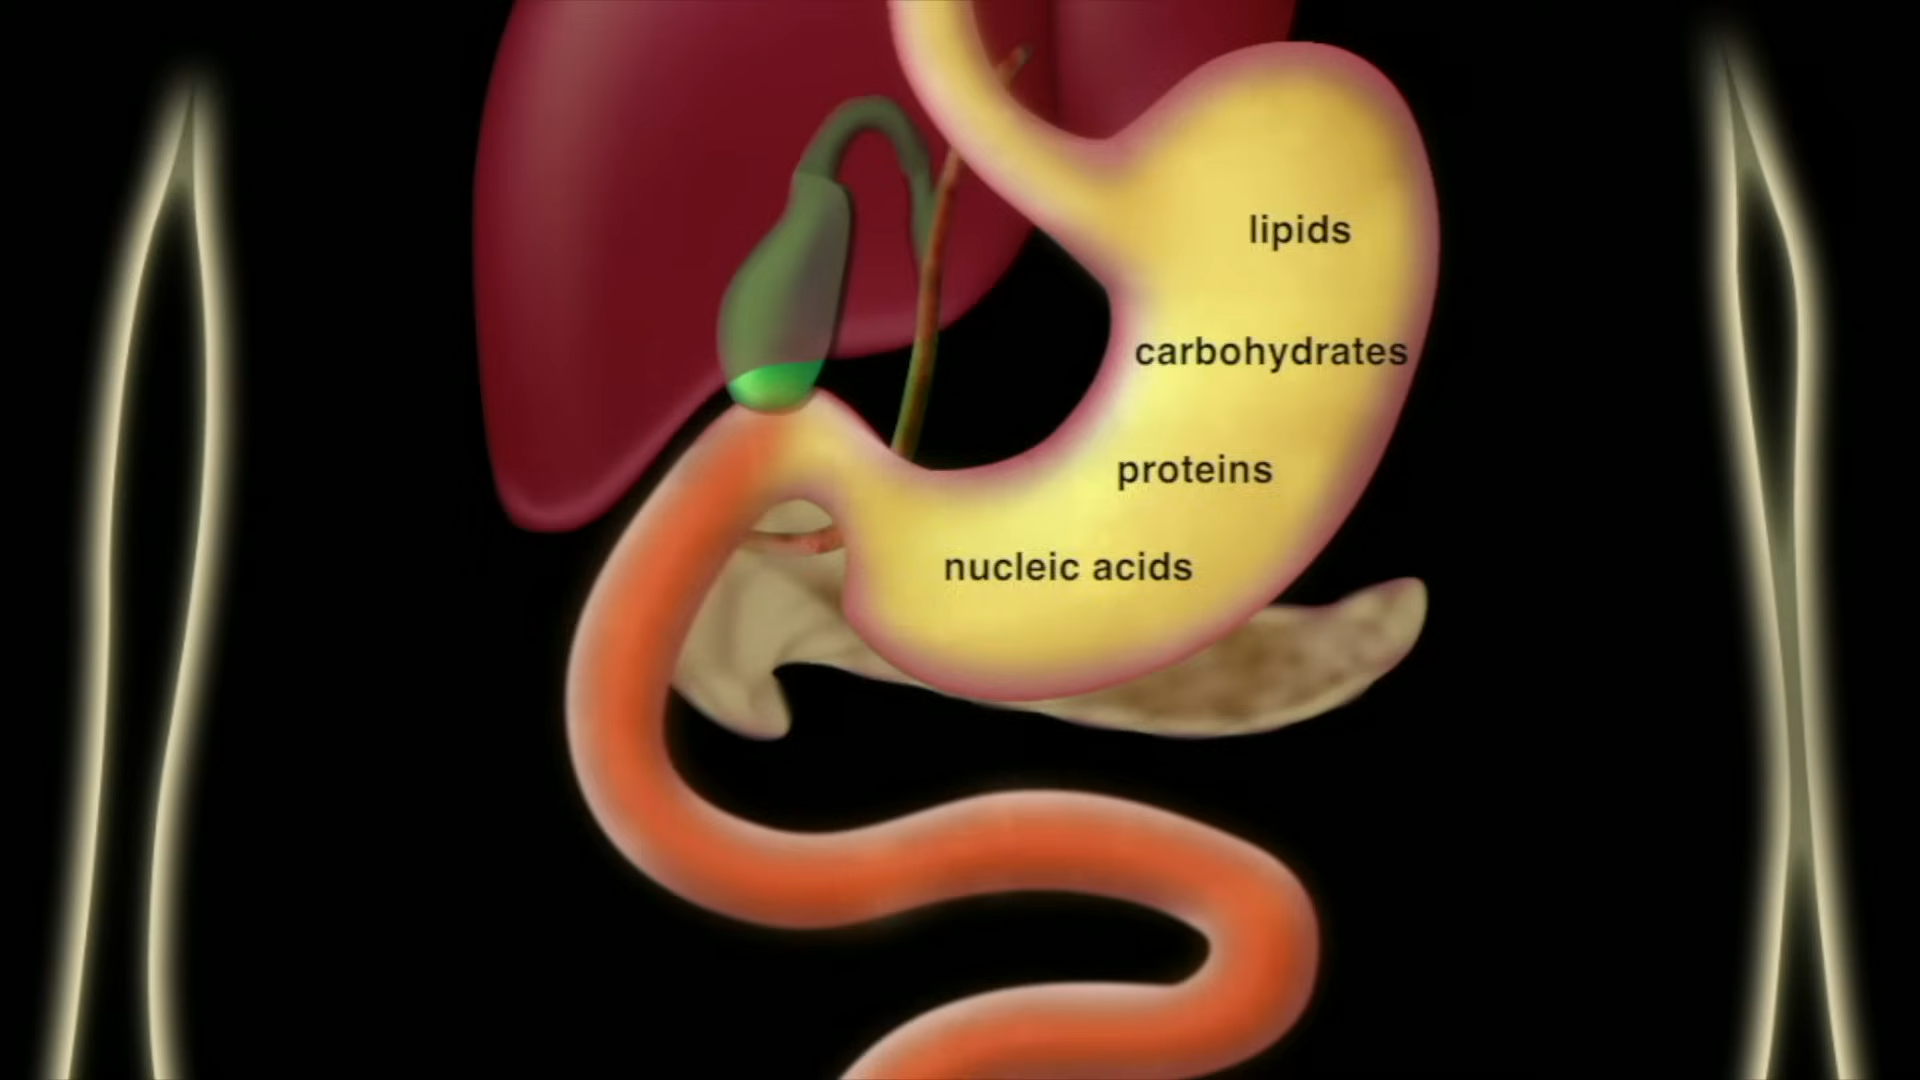 lipids
carbohydrates
proteins
nucleic acids